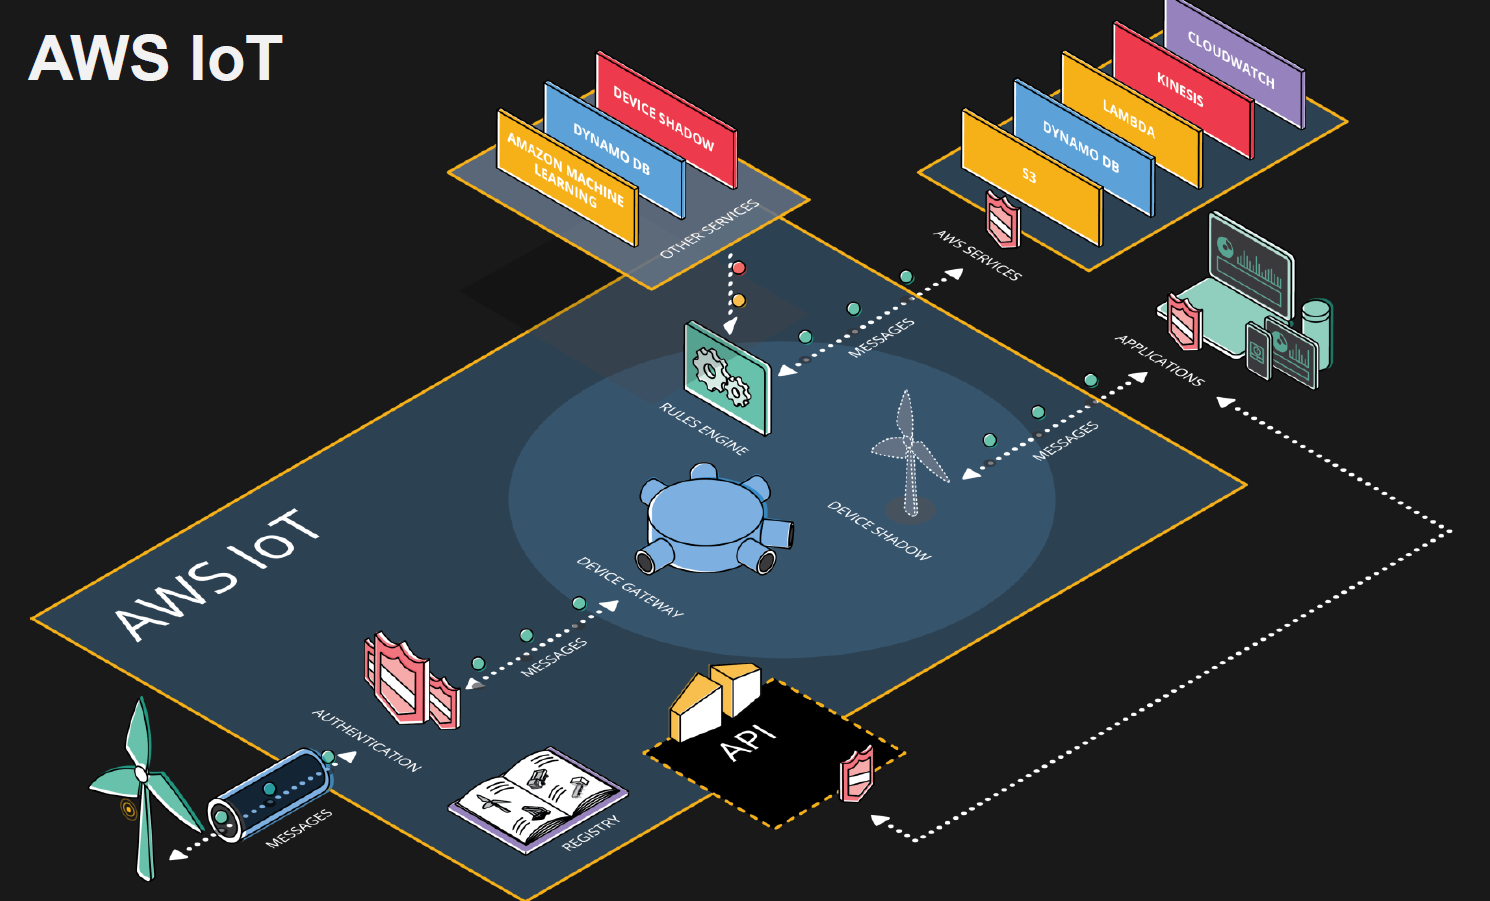 AWS IoT
DEVICE SHADOW
DYNAMO DB
AMAZON MACHINE
LEARNING
OTHER SERVICES
CLOUDWATCH
KINESIS
LAMBDA
DYNAMO DB
S3
AWS SERVICES
MESSAGES
APPLICATIONS
MESSAGES
RULES ENGINE
DEVICE SHADOW
DEVICE GATEWAY
AWS IoT
MESSAGES
AUTHENTICATION
MESSAGES
REGISTRY
API